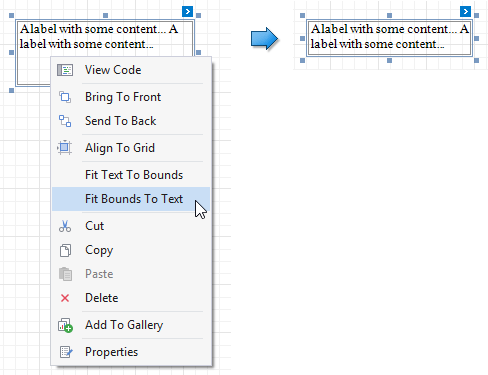 A label with some content... A
label with some content...
A label with some content... A
label with some content...
View Code
Bring To Front
Send To Back
Align To Grid
Fit Text To Bounds
Fit Bounds To Text
Cut
Copy
Paste
Delete
Add To Gallery
Properties